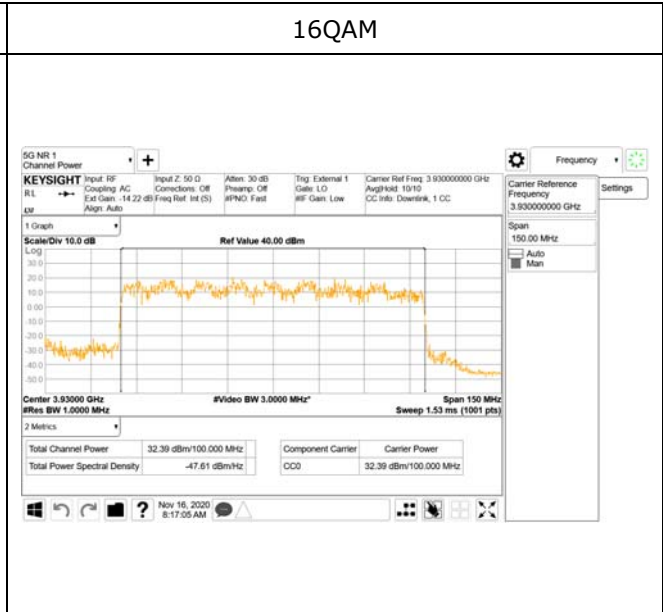 16QAM
5G NR 1
Channel Power
+
Frequency
KEYSIGHT
RL
Input: RF
Coupling: AC
Ext Gain: -14.22 dB
Align: Auto
Input Z: 50 Ω
Corrections: Off
Freq Ref: Int (S)
Atten: 30 dB
Preamp: Off
#PNO: Fast
Trig: External 1
Gate: LO
#IF Gain: Low
Carrier Ref Freq: 3.930000000 GHz
Avg|Hold: 10/10
CC Info: Downlink, 1 CC
Carrier Reference
Frequency
3.930000000 GHz
Settings
Span
150.00 MHz
Auto
Man
1 Graph
Scale/Div 10.0 dB
Ref Value 40.00 dBm
Log
30.0
20.0
10.0
0.00
-10.0
-20.0
-30.0
-40.0
-50.0
Center 3.93000 GHz
#Video BW 3.0000 MHz*
Span 150 MHz
#Res BW 1.0000 MHz
Sweep 1.53 ms (1001 pts)
2 Metrics
Total Channel Power 32.39 dBm/100.000 MHz
Total Power Spectral Density -47.61 dBm/Hz
Component Carrier Carrier Power
CC0 32.39 dBm/100.000 MHz
?
Nov 16, 2020
8:17:05 AM